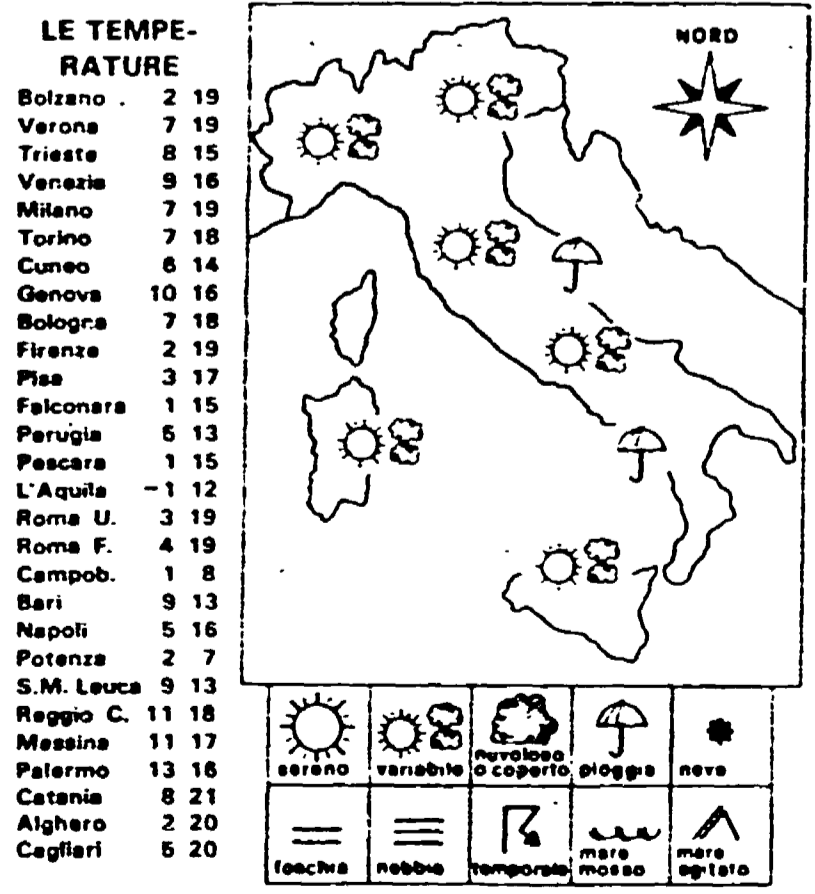 LE TEMPE-
RATURE
Bolzano . 2 19
Verona 7 19
Trieste 8 15
Venezia 9 16
Milano 7 19
Torino 7 18
Cuneo 6 14
Genova 10 16
Bologna 7 18
Firenze 2 19
Pisa 3 17
Falconara 1 15
Perugia 5 13
Pescara 1 15
L'Aquila -1 12
Roma U. 3 19
Roma F. 4 19
Campob. 1 8
Bari 9 13
Napoli 5 16
Potenza 2 7
S.M. Leuca 9 13
Reggio C. 11 18
Messina 11 17
Palermo 13 16
Catania 8 21
Alghero 2 20
Cagliari 5 20
NORD
sereno
variabile
nuvoloso
o coperto
pioggia
neve
foschia
nebbia
temporale
mare
mosso
mare
agitato